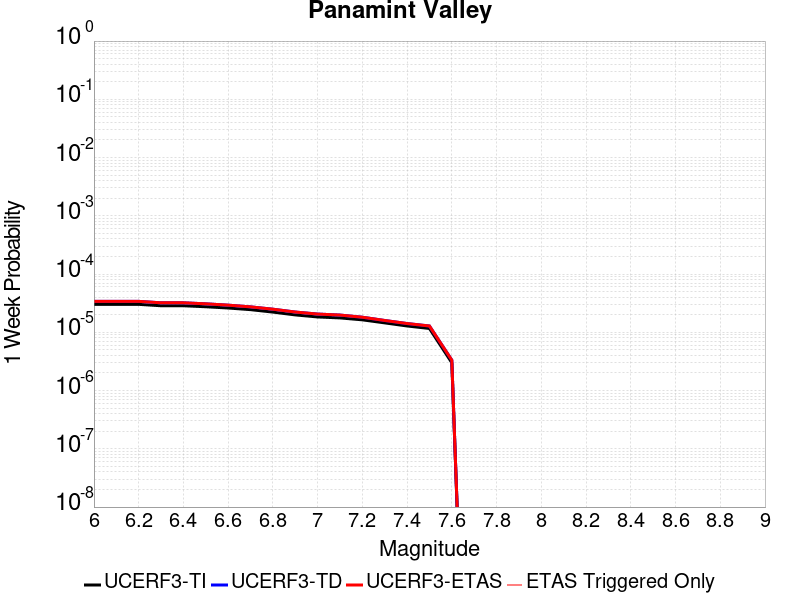 Panamint Valley
1 Week Probability
10^0
10^-1
10^-2
10^-3
10^-4
10^-5
10^-6
10^-7
10^-8
6 6.2 6.4 6.6 6.8 7 7.2 7.4 7.6 7.8 8 8.2 8.4 8.6 8.8 9
Magnitude
UCERF3-TI UCERF3-TD UCERF3-ETAS ETAS Triggered Only